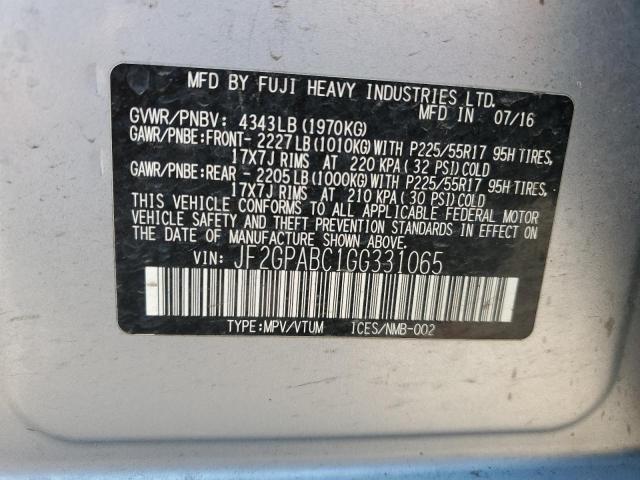 MFD BY FUJI HEAVY INDUSTRIES LTD.
MFD IN 07/16
GVWR/PNBV: 4343LB(1970KG)
GAWR/PNBE:FRONT-2227LB(1010KG)WITH P225/55R17 95H TIRES,
17X7J RIMS AT 220 KPA(32 PSI)COLD
GAWR/PNBE:REAR -2205LB(1000KG)WITH P225/55R17 95H TIRES,
17X7J RIMS AT 210 KPA(30 PSI)COLD
THIS VEHICLE CONFORMS TO ALL APPLICABLE FEDERAL MOTOR
VEHICLE SAFETY AND THEFT PREVENTION STANDARDS IN EFFECT ON
THE DATE OF MANUFACTURE SHOWN ABOVE.
VIN: JF2GPABC1GG331065
TYPE:MPV/VTUM ICES/NMB-002